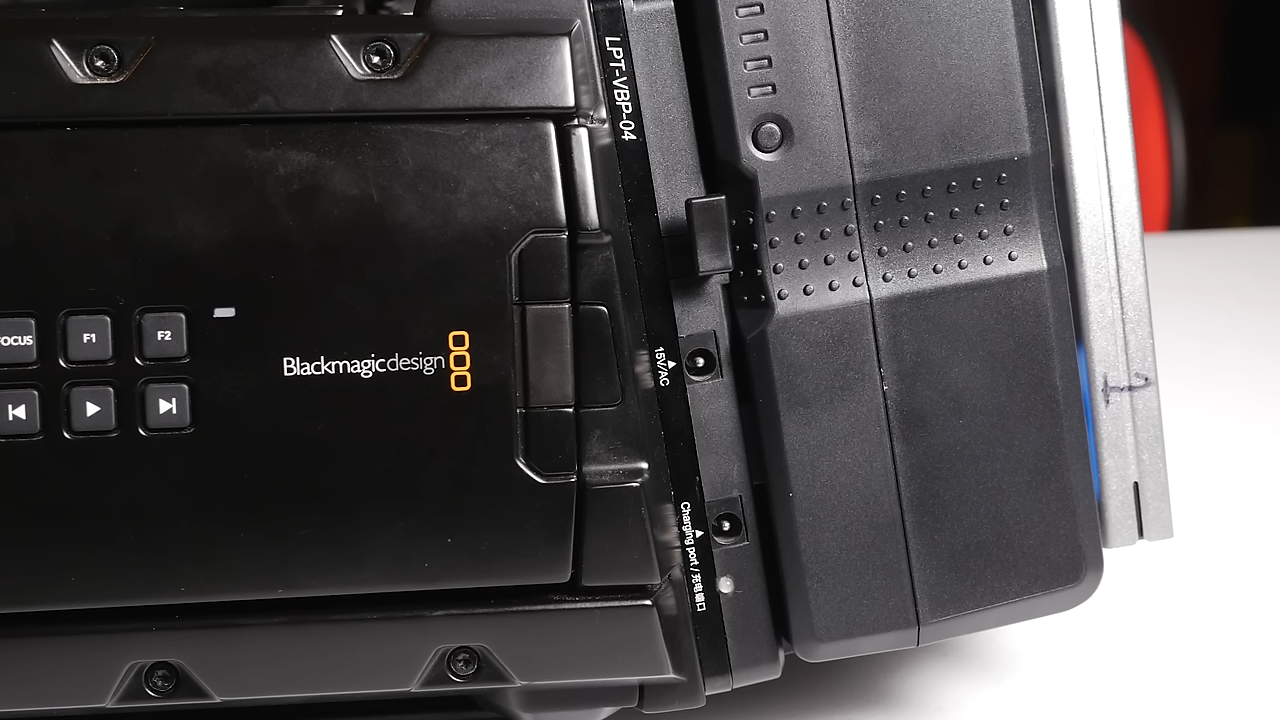 LPT-VBP-04
FOCUS
F1
F2
Blackmagicdesign
15V/AC
Charging port / 充电端口